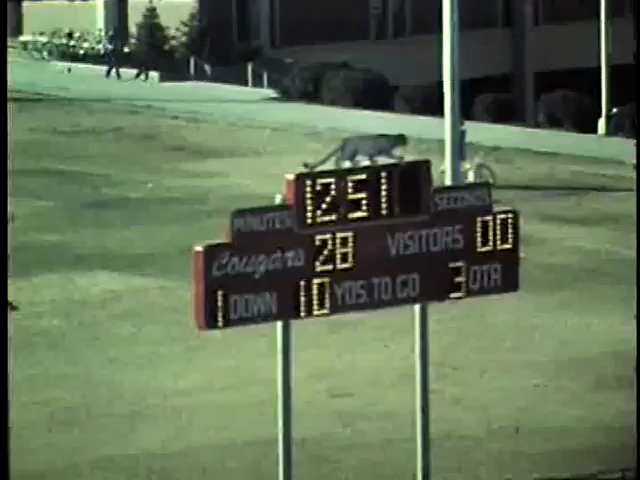 MINUTES 12 51 SECONDS
Cougars 28 VISITORS 00
1 DOWN 10 YDS. TO GO 3 QTR